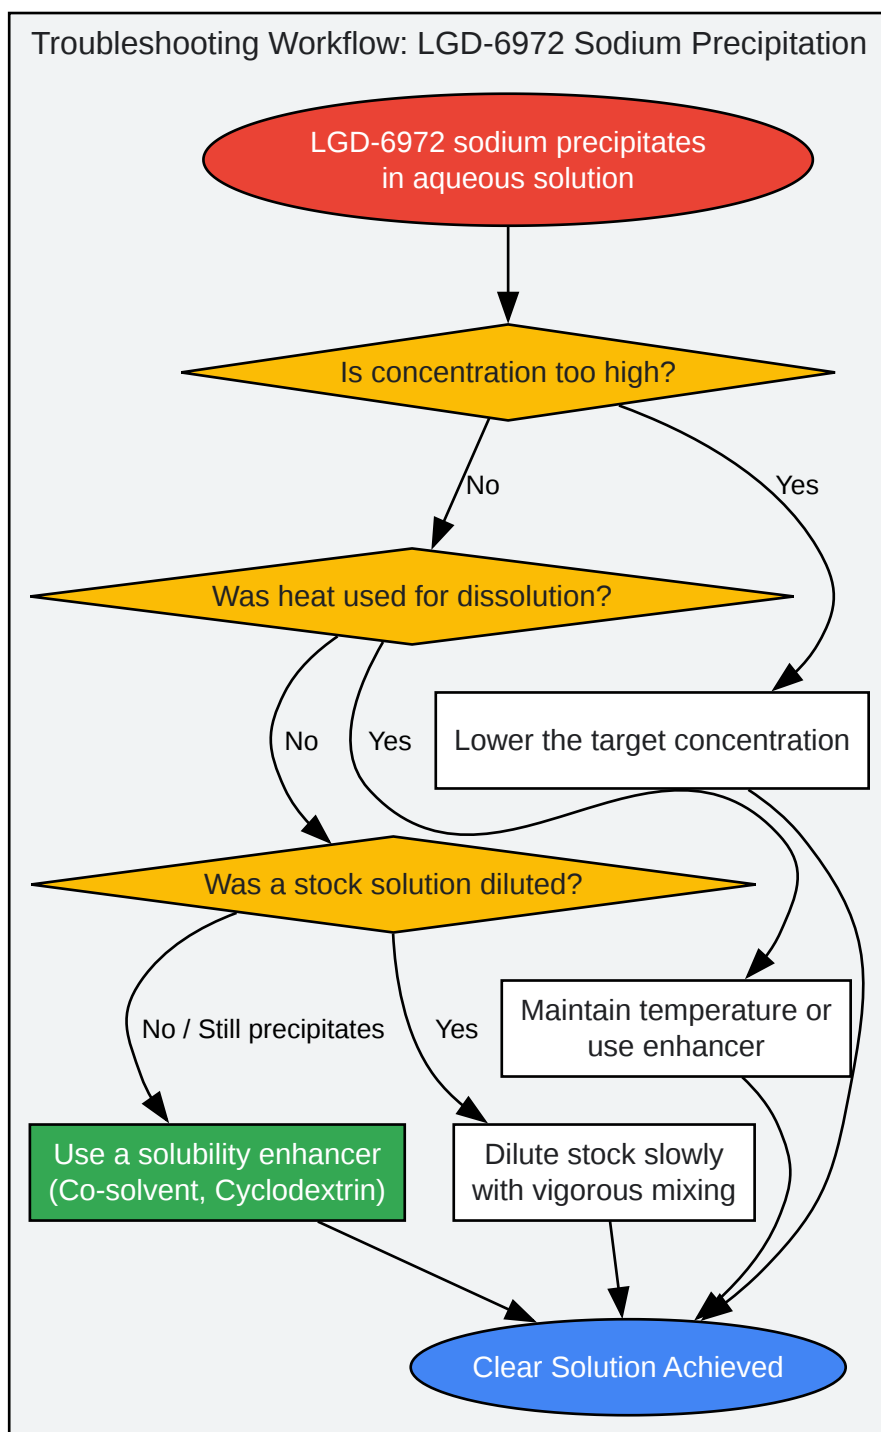 Troubleshooting Workflow: LGD-6972 Sodium Precipitation
LGD-6972 sodium precipitates
in aqueous solution
Is concentration too high?
No
Yes
Was heat used for dissolution?
No
Yes
Lower the target concentration
Was a stock solution diluted?
Maintain temperature or
use enhancer
No / Still precipitates
Yes
Use a solubility enhancer
(Co-solvent, Cyclodextrin)
Dilute stock slowly
with vigorous mixing
Clear Solution Achieved